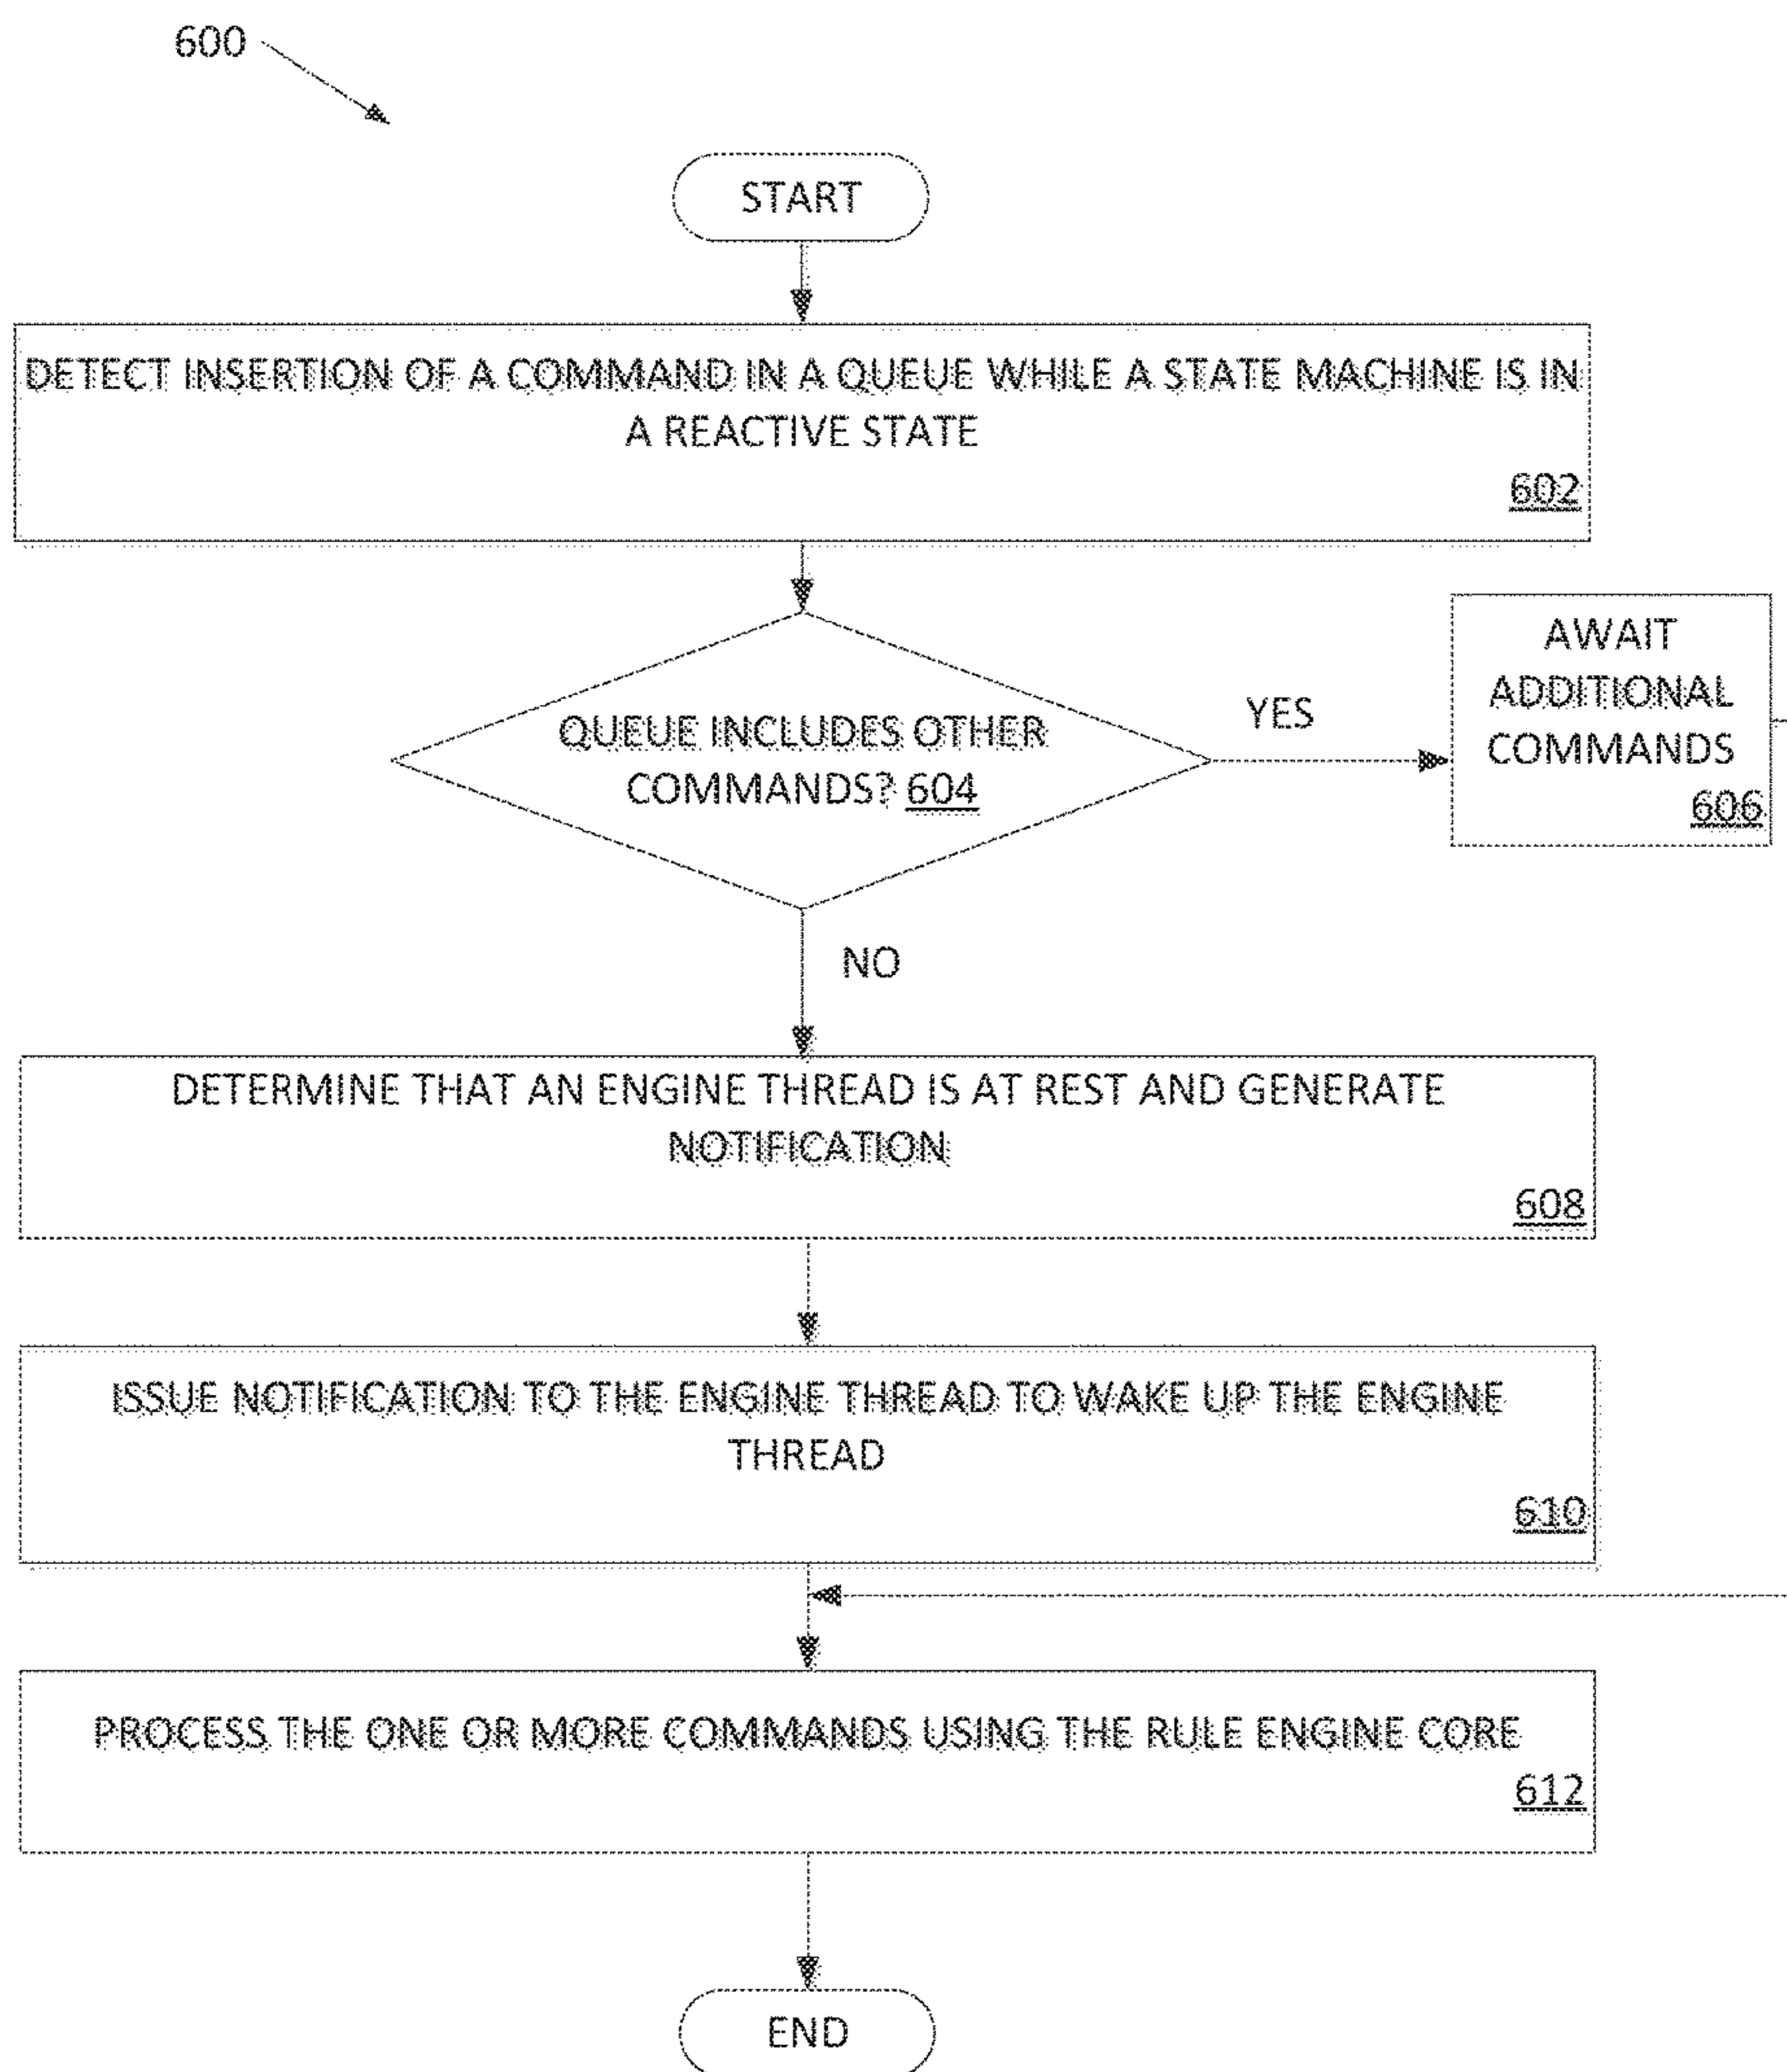 600
START
DETECT INSERTION OF A COMMAND IN A QUEUE WHILE A STATE MACHINE IS IN
A REACTIVE STATE
602
QUEUE INCLUDES OTHER
COMMANDS? 604
YES
AWAIT
ADDITIONAL
COMMANDS
606
NO
DETERMINE THAT AN ENGINE THREAD IS AT REST AND GENERATE
NOTIFICATION
608
ISSUE NOTIFICATION TO THE ENGINE THREAD TO WAKE UP THE ENGINE
THREAD
610
PROCESS THE ONE OR MORE COMMANDS USING THE RULE ENGINE CORE
612
END